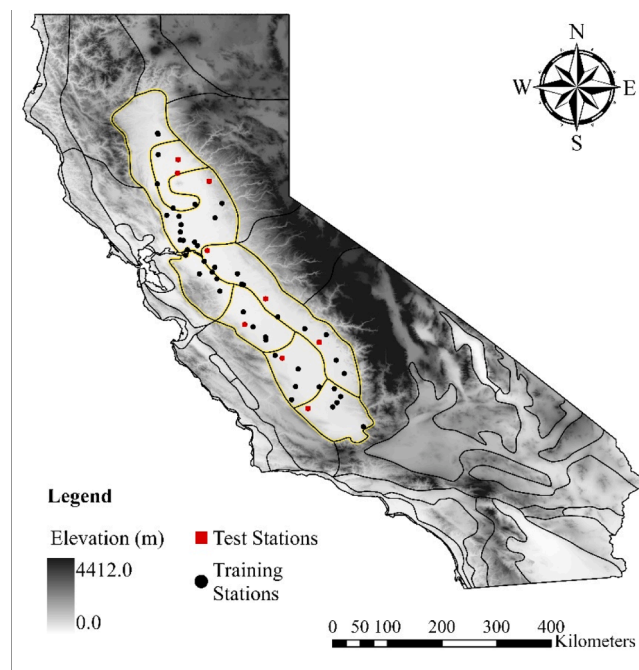 N
W E
S
Legend
Elevation (m)
4412.0
0.0
Test Stations
Training
Stations
0 50 100 200 300 400
Kilometers